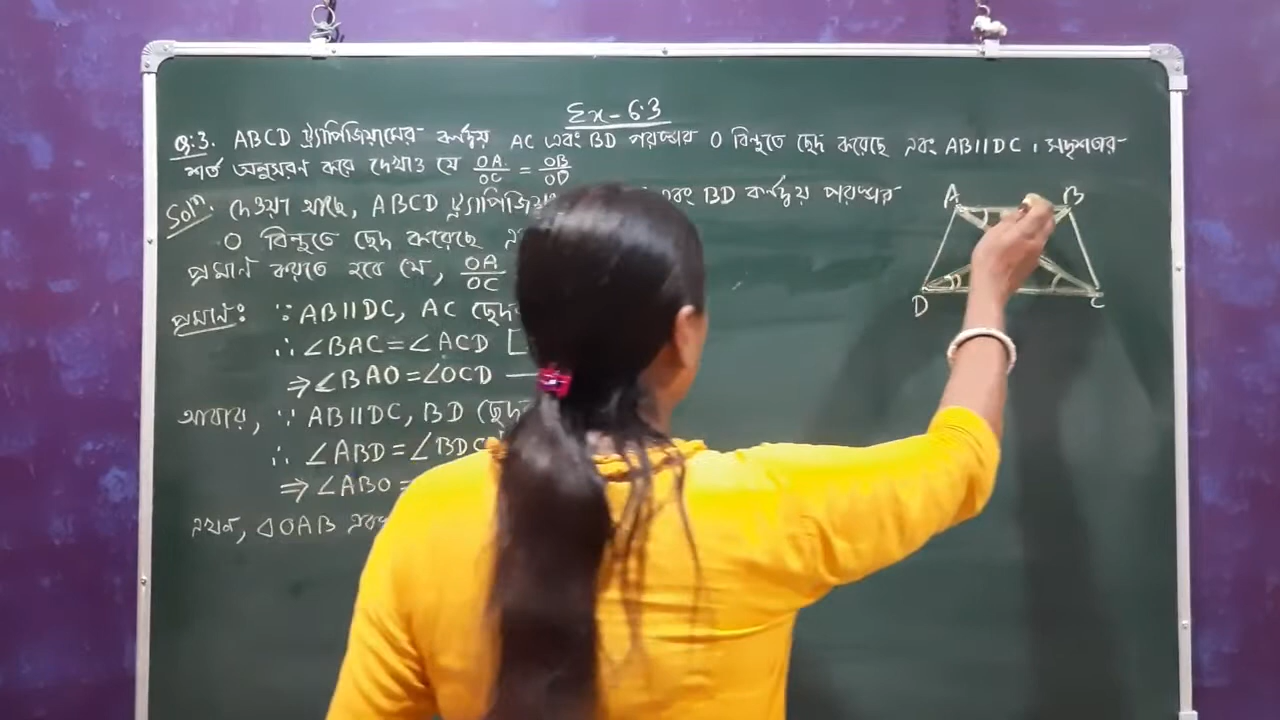 Ex-6.3
Q:3. ABCD ট্র্যাপিজিয়ামের কর্ণদ্বয় AC এবং BD পরস্পর O বিন্দুতে ছেদ করেছে এবং AB||DC। সদৃশতার
শর্ত অনুসরণ করে দেখাও যে OA/OC = OB/OD
Solⁿ. দেওয়া আছে, ABCD BD কর্ণদ্বয় পরস্পর
O বিন্দুতে ছেদ করেছে
প্রমাণ করতে হবে যে, OA/OC
প্রমাণঃ ∵ AB||DC, AC
∴ ∠BAC=∠ACD [
⇒∠BAO=∠OCD —
আবার, ∵ AB||DC, BD
∴ ∠ABD=∠BDC
⇒ ∠ABO=
এখন, △OAB
A B
D C